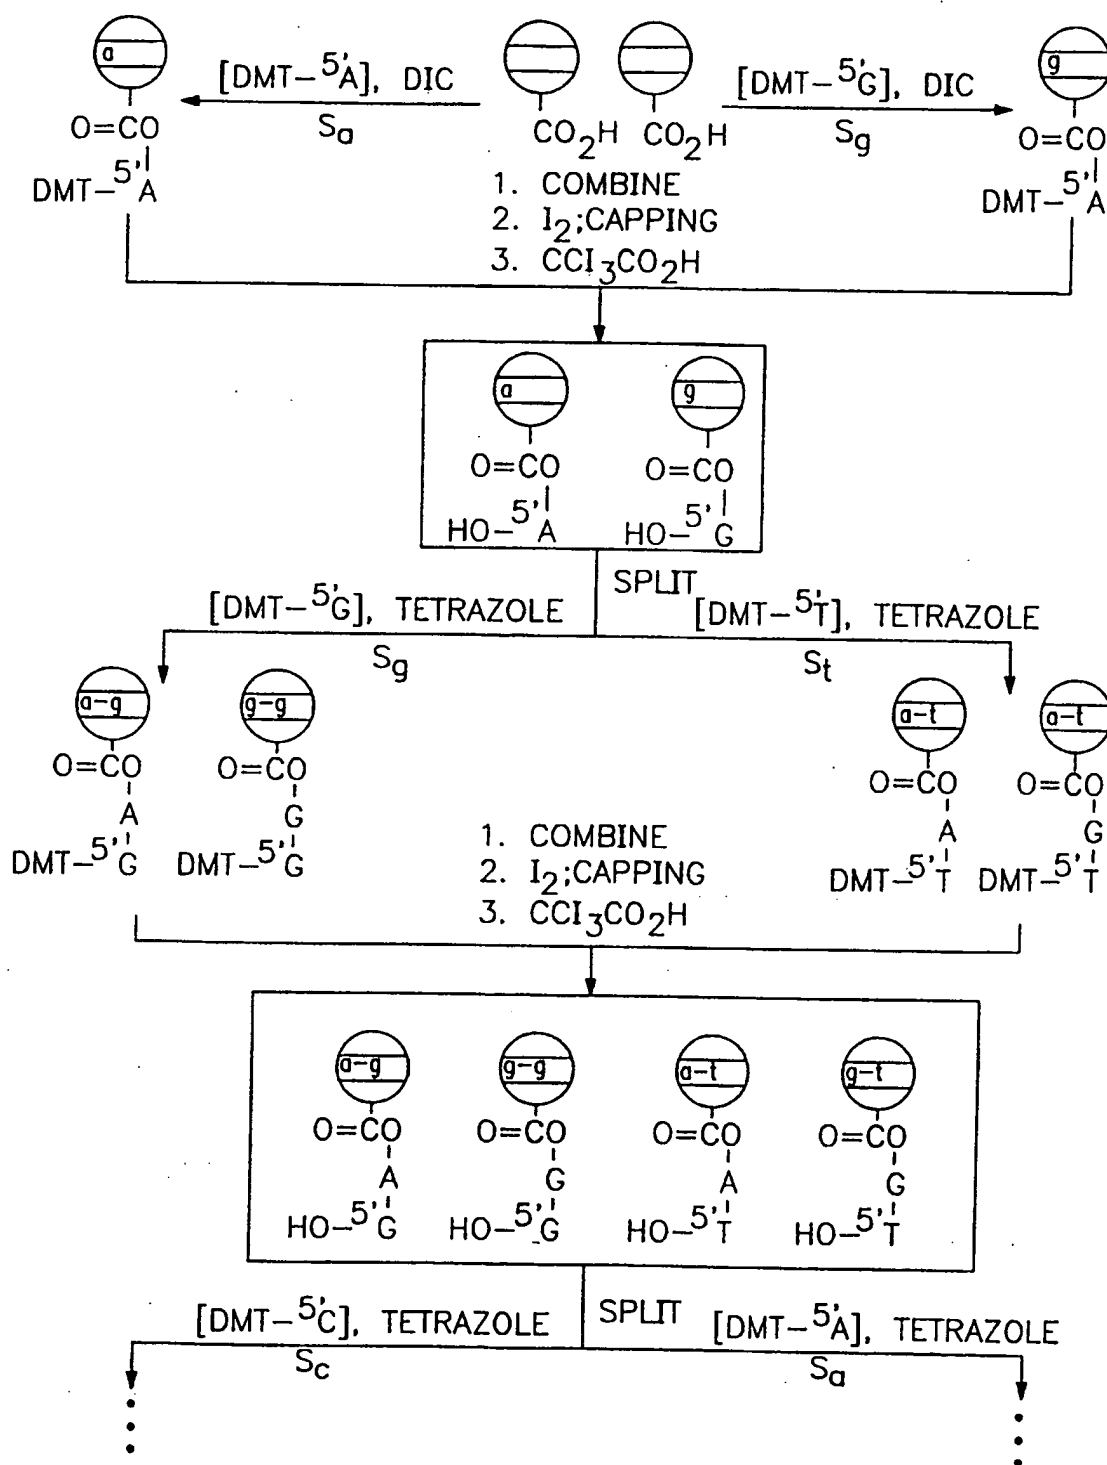 a
[DMT-5'A], DIC
Sa
[DMT-5'G], DIC
Sg
g
CO2H CO2H
O=CO
5'
DMT- A
O=CO
5'
DMT- A
1. COMBINE
2. I2;CAPPING
3. CCI3CO2H
a g
O=CO O=CO
HO-5'A HO-5'G
SPLIT
[DMT-5'G], TETRAZOLE
Sg
[DMT-5'T], TETRAZOLE
St
a-g g-g a-t a-t
O=CO O=CO O=CO O=CO
A G A G
DMT-5'G DMT-5'G DMT-5'T DMT-5'T
1. COMBINE
2. I2;CAPPING
3. CCI3CO2H
a-g g-g a-t g-t
O=CO O=CO O=CO O=CO
A G A G
HO-5'G HO-5'G HO-5'T HO-5'T
SPLIT
[DMT-5'C], TETRAZOLE
Sc
[DMT-5'A], TETRAZOLE
Sa